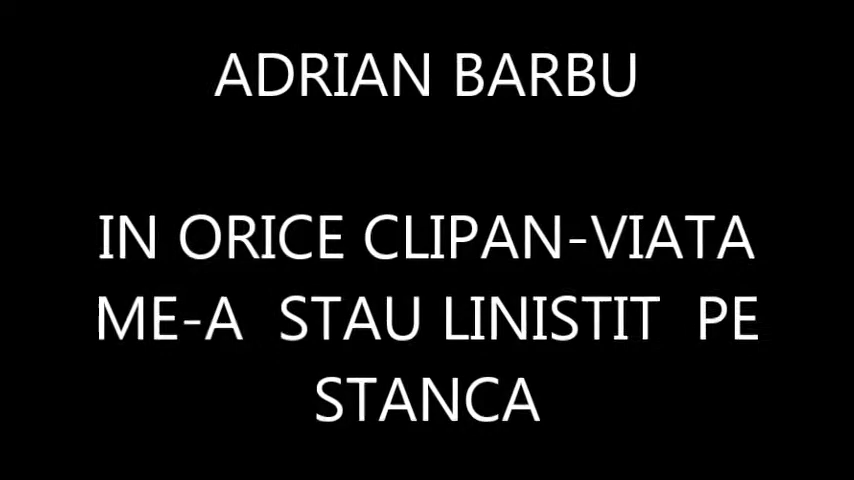 ADRIAN BARBU
IN ORICE CLIPAN-VIATA
ME-A STAU LINISTIT PE
STANCA